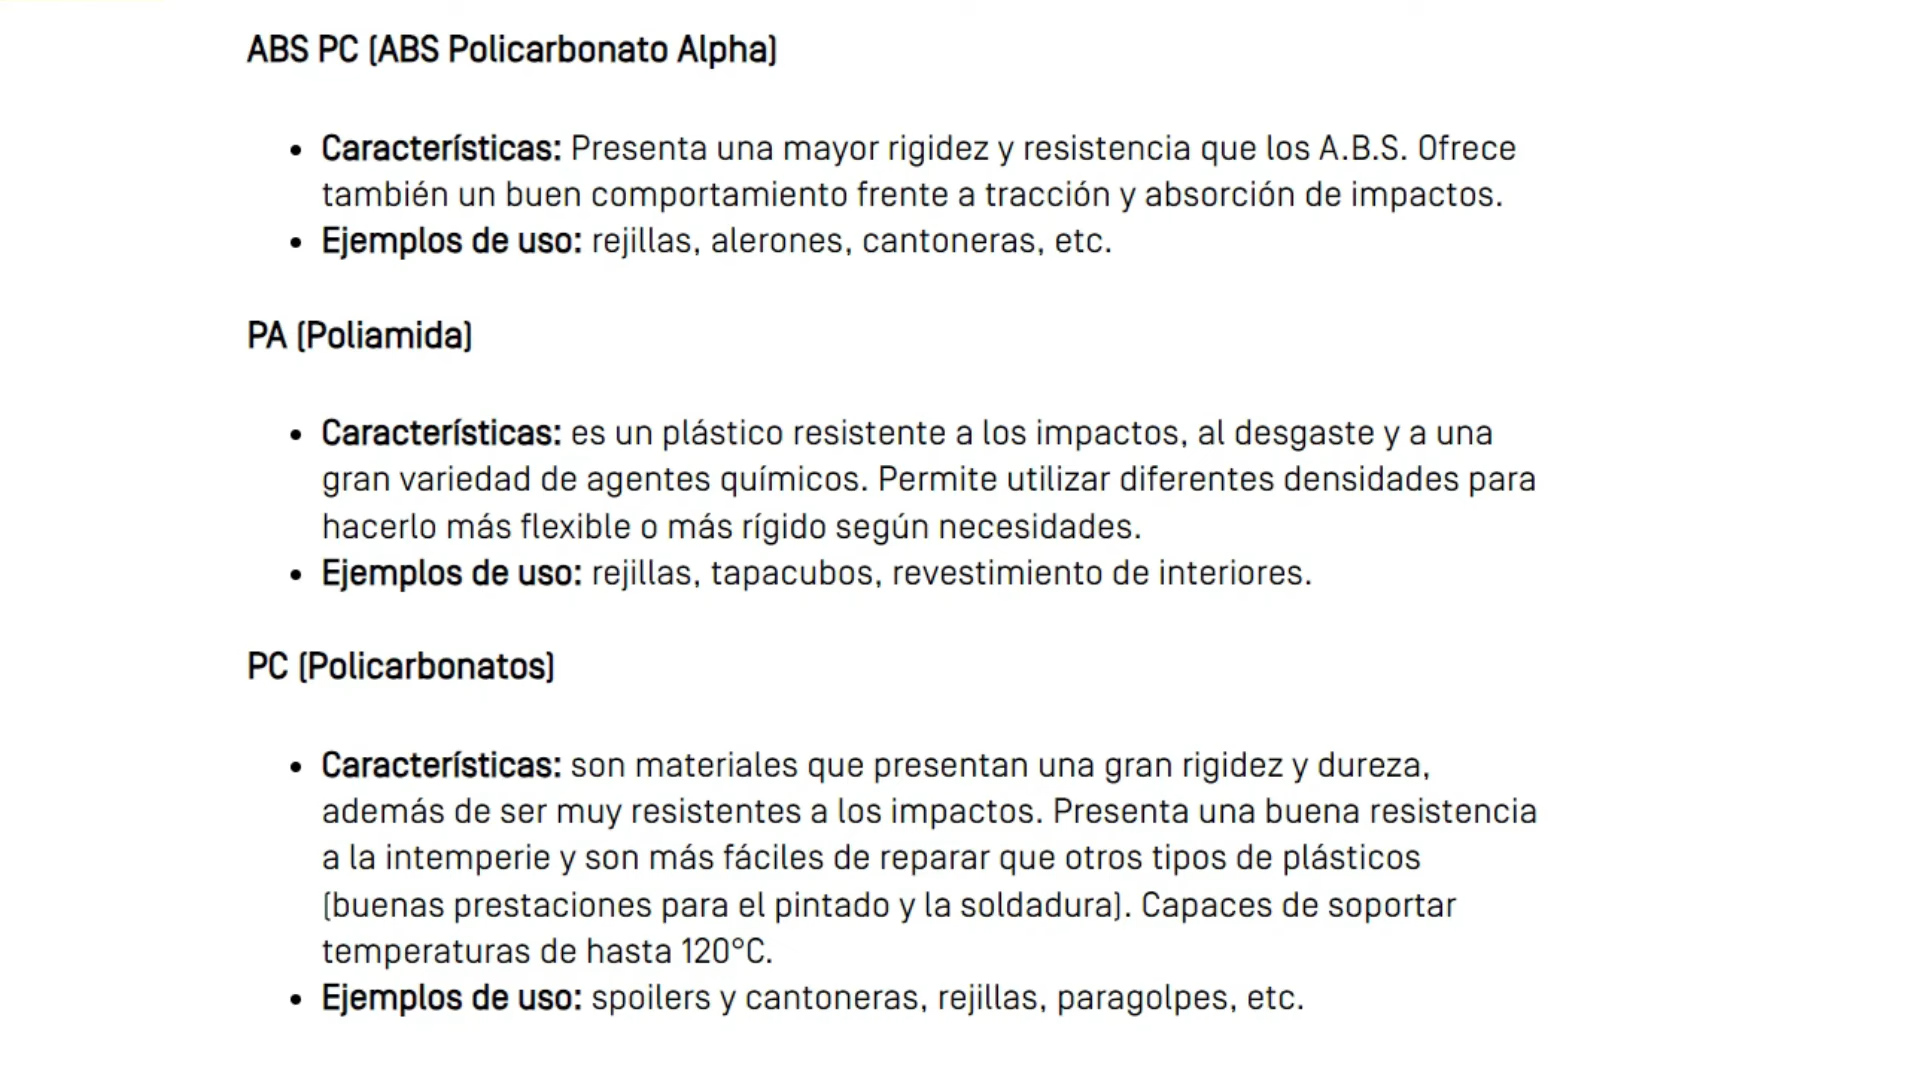 ABS PC (ABS Policarbonato Alpha)
• Características: Presenta una mayor rigidez y resistencia que los A.B.S. Ofrece
también un buen comportamiento frente a tracción y absorción de impactos.
• Ejemplos de uso: rejillas, alerones, cantoneras, etc.
PA (Poliamida)
• Características: es un plástico resistente a los impactos, al desgaste y a una
gran variedad de agentes químicos. Permite utilizar diferentes densidades para
hacerlo más flexible o más rígido según necesidades.
• Ejemplos de uso: rejillas, tapacubos, revestimiento de interiores.
PC (Policarbonatos)
• Características: son materiales que presentan una gran rigidez y dureza,
además de ser muy resistentes a los impactos. Presenta una buena resistencia
a la intemperie y son más fáciles de reparar que otros tipos de plásticos
(buenas prestaciones para el pintado y la soldadura). Capaces de soportar
temperaturas de hasta 120°C.
• Ejemplos de uso: spoilers y cantoneras, rejillas, paragolpes, etc.